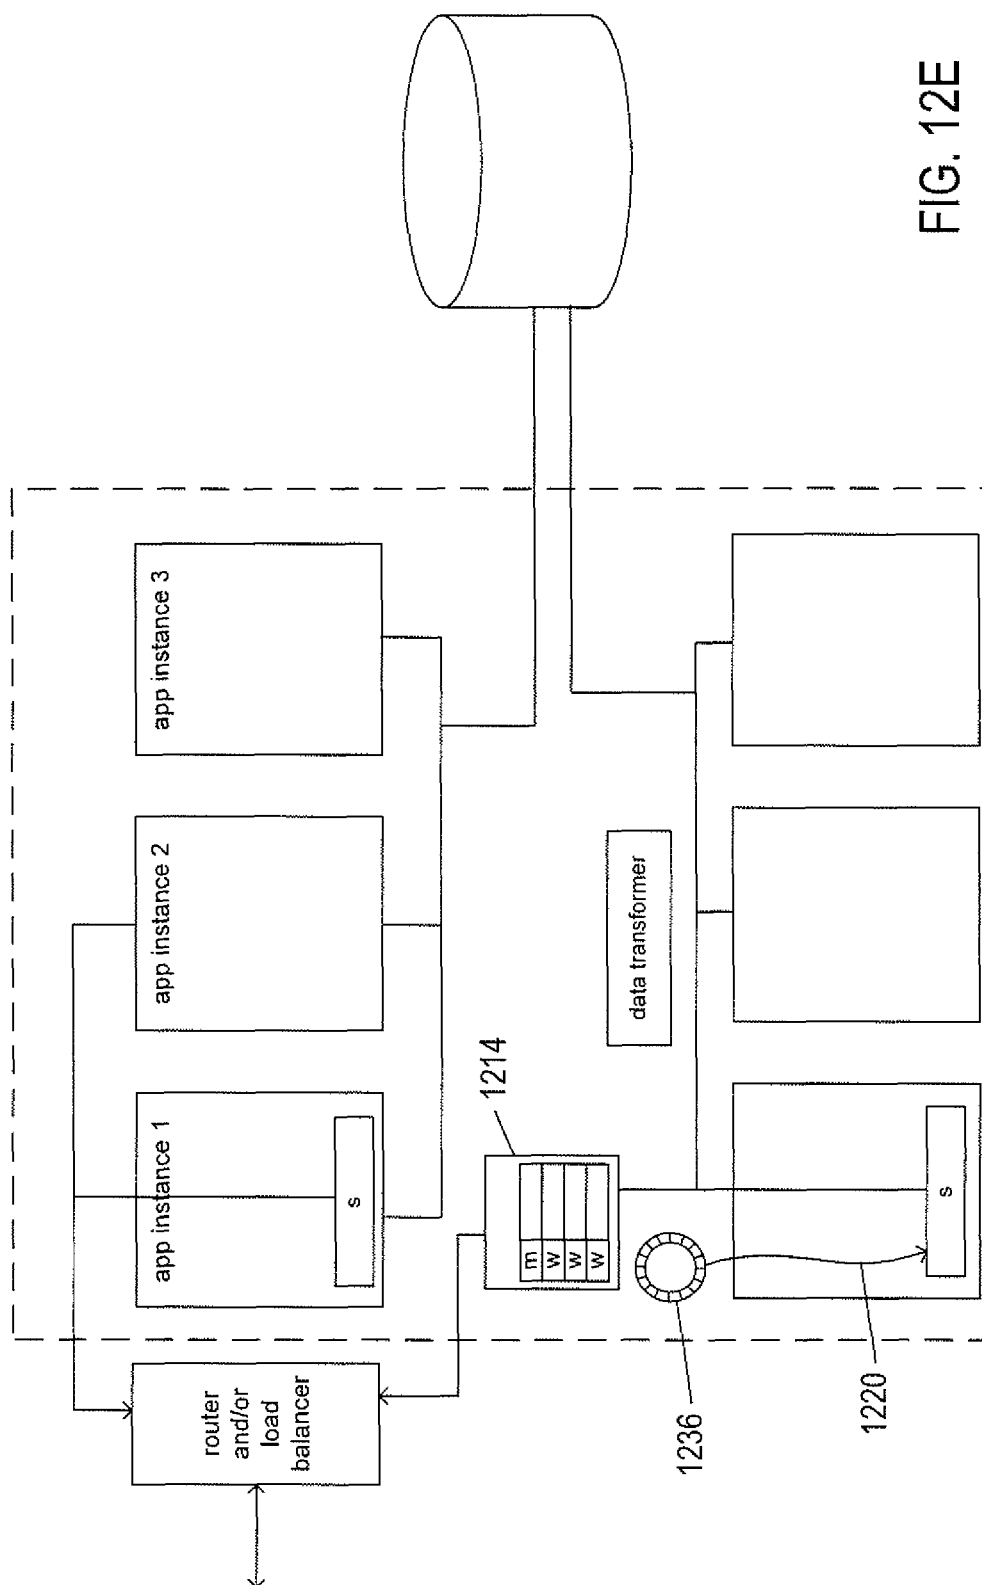 router
and/or
load
balancer
app instance 1
s
app instance 2
app instance 3
1214
m
w
w
w
data transformer
1236
1220
s
FIG. 12E